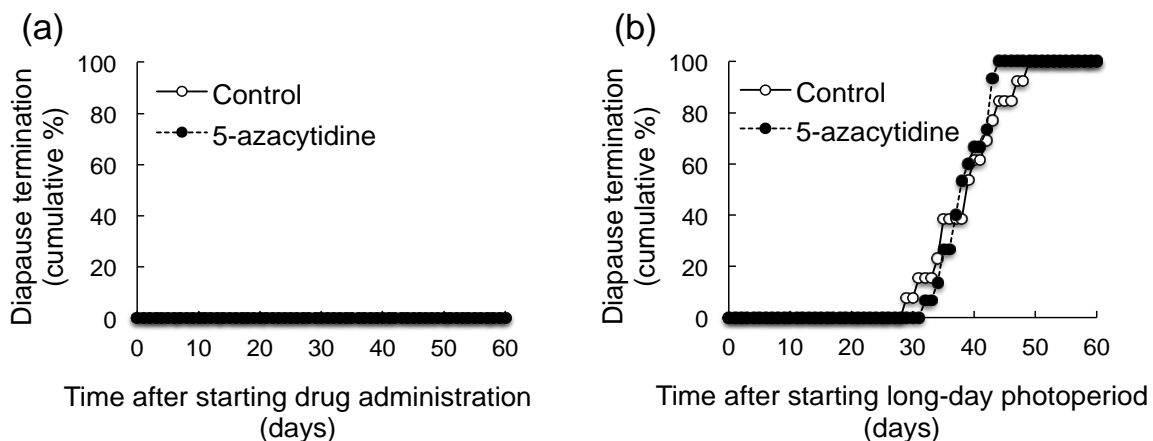 (a)
Diapause termination
(cumulative %)
100
80
60
40
20
0
Control
5-azacytidine
0 10 20 30 40 50 60
Time after starting drug administration
(days)
(b)
Diapause termination
(cumulative %)
100
80
60
40
20
0
Control
5-azacytidine
0 10 20 30 40 50 60
Time after starting long-day photoperiod
(days)